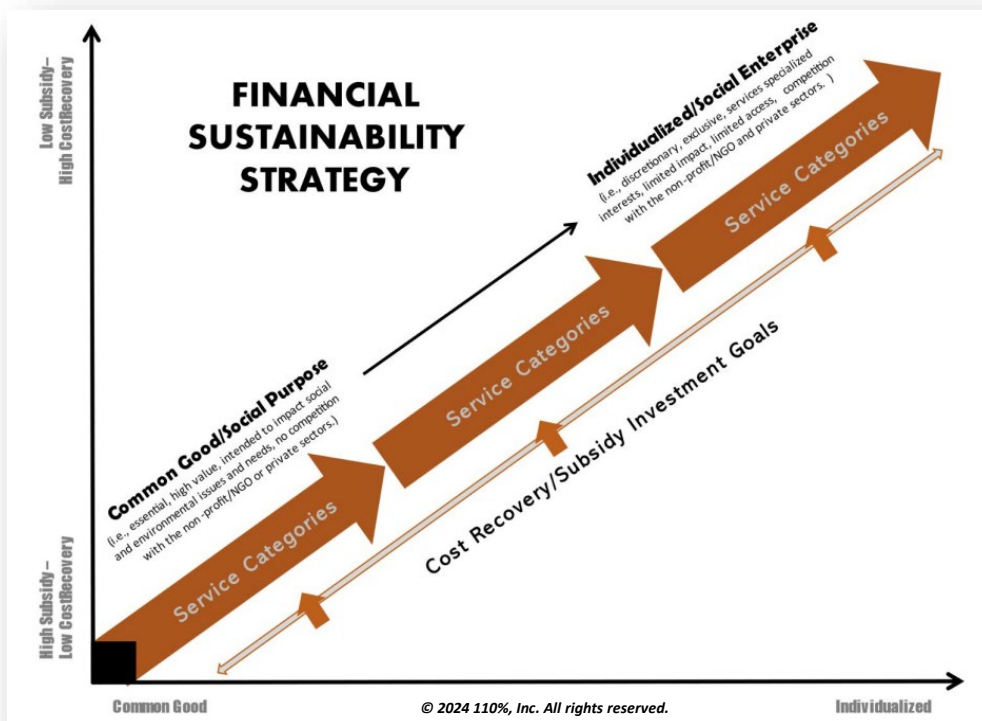 FINANCIAL
SUSTAINABILITY
STRATEGY
Low Subsidy–
High CostRecovery
High Subsidy–
Low CostRecovery
Individualized/Social Enterprise
(i.e., discretionary, exclusive, services specialized
interests, limited impact, limited access, competition
with the non-profit/NGO and private sectors. )
Service Categories
Service Categories
Common Good/Social Purpose
(i.e., essential, high value, intended to impact social
and environmental issues and needs, no competition
with the non -profit/NGO or private sectors.)
Service Categories
Cost Recovery/Subsidy Investment Goals
Common Good
© 2024 110%, Inc. All rights reserved.
Individualized